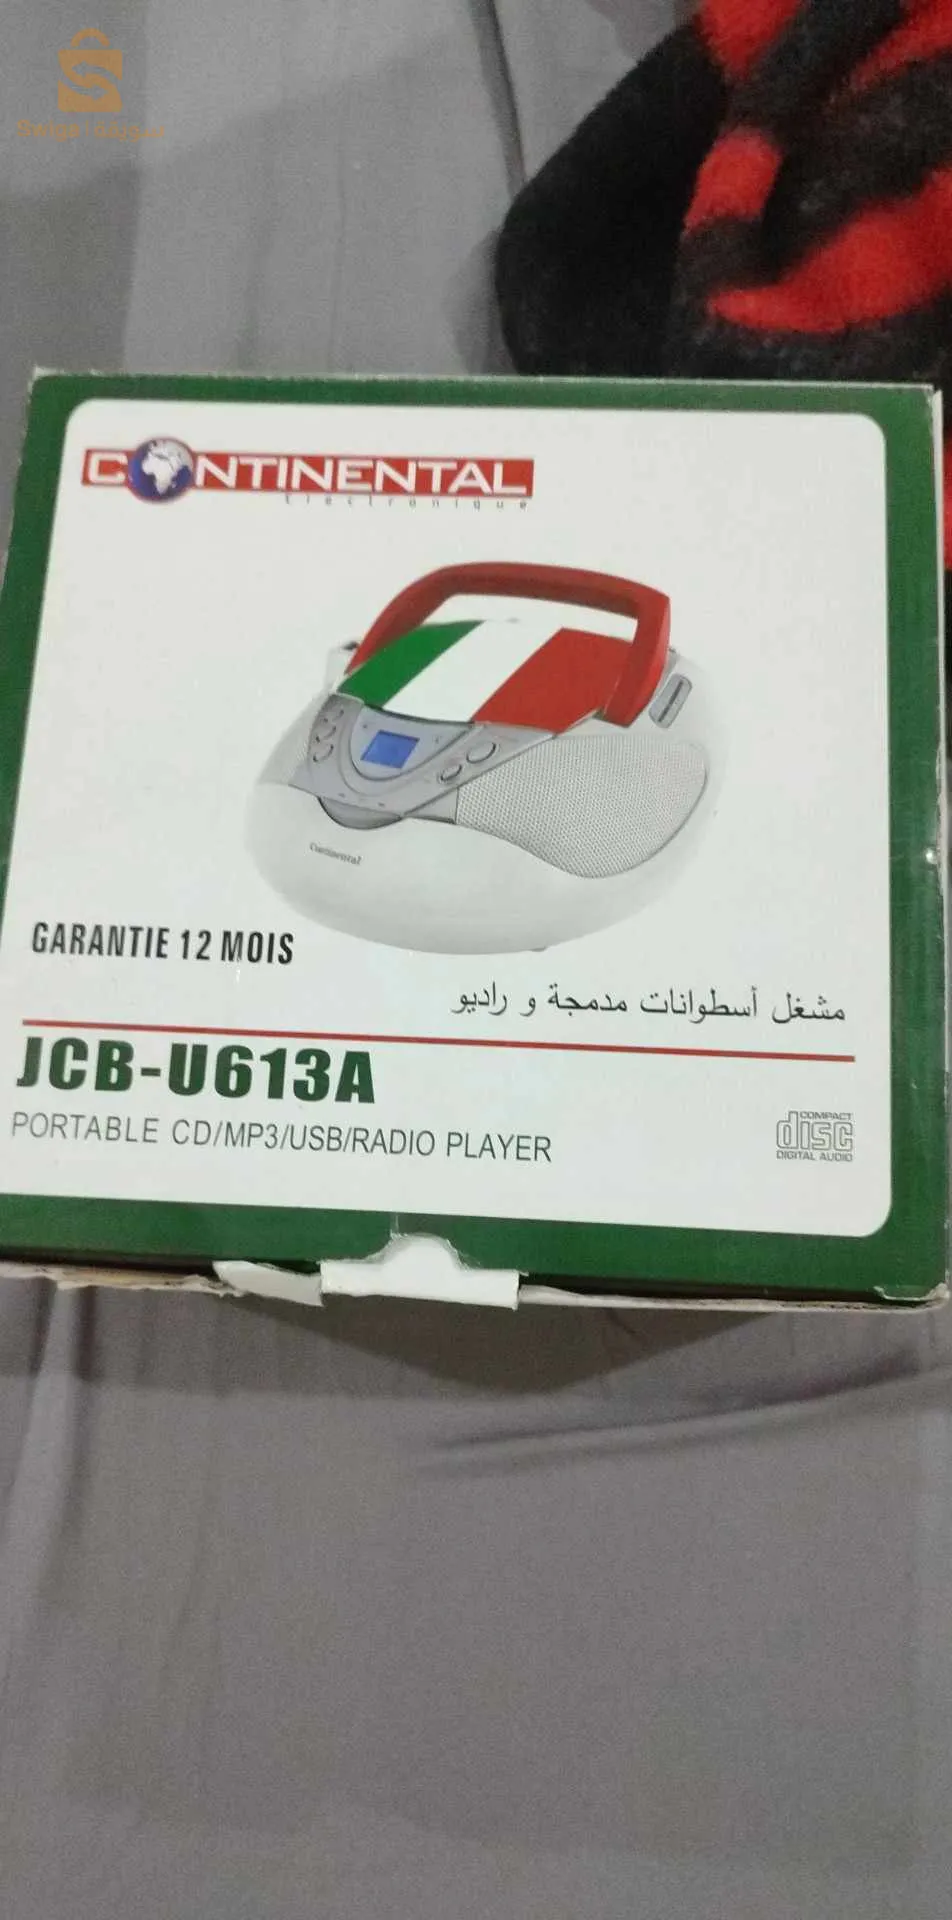 CONTINENTAL
Electronique
Continental
GARANTIE 12 MOIS
مشغل أسطوانات مدمجة و راديو
JCB-U613A
PORTABLE CD/MP3/USB/RADIO PLAYER
COMPACT
disc
DIGITAL AUDIO